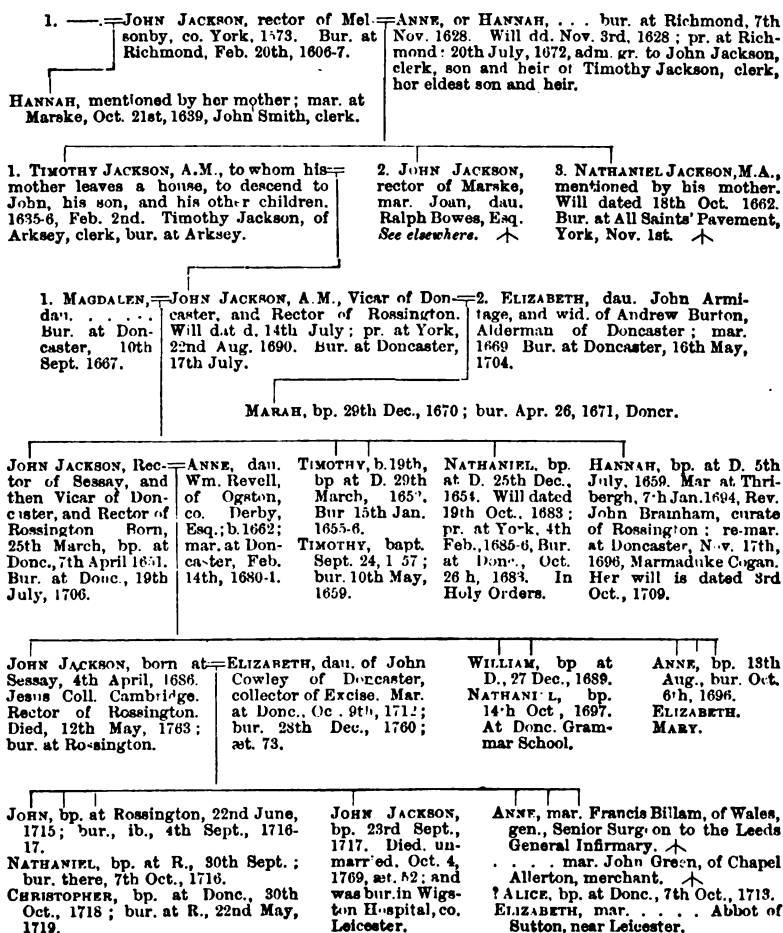 1. —— . JOHN JACKSON, rector of Mel-
sonby, co. York, 1573. Bur. at
Richmond, Feb. 20th, 1606-7.
ANNE, or HANNAH, . . . bur. at Richmond, 7th
Nov. 1628. Will dd. Nov. 3rd, 1628 ; pr. at Rich-
mond : 20th July, 1672, adm. gr. to John Jackson,
clerk, son and heir of Timothy Jackson, clerk,
her eldest son and heir.
HANNAH, mentioned by her mother; mar. at
Marske, Oct. 21st, 1639, John Smith, clerk.
1. TIMOTHY JACKSON, A.M., to whom his
mother leaves a house, to descend to
John, his son, and his other children.
1635-6, Feb. 2nd. Timothy Jackson, of
Arksey, clerk, bur. at Arksey.
2. JOHN JACKSON,
rector of Marske,
mar. Joan, dau.
Ralph Bowes, Esq.
See elsewhere.
3. NATHANIEL JACKSON, M.A.,
mentioned by his mother.
Will dated 18th Oct. 1662.
Bur. at All Saints' Pavement,
York, Nov. 1st.
1. MAGDALEN,
dau. . . . . .
Bur. at Don-
caster, 10th
Sept. 1667.
JOHN JACKSON, A.M., Vicar of Don-
caster, and Rector of Rossington.
Will dat d. 14th July ; pr. at York,
22nd Aug. 1690. Bur. at Doncaster,
17th July.
2. ELIZABETH, dau. John Armi-
tage, and wid. of Andrew Burton,
Alderman of Doncaster ; mar.
1669 Bur. at Doncaster, 16th May,
1704.
MARAH, bp. 29th Dec., 1670 ; bur. Apr. 26, 1671, Doncr.
JOHN JACKSON, Rec-
tor of Sessay, and
then Vicar of Don-
caster, and Rector of
Rossington Born,
25th March, bp. at
Donc., 7th April 1651.
Bur. at Donc., 19th
July, 1706.
ANNE, dau.
Wm. Revell,
of Ogston,
co. Derby,
Esq.; b. 1662;
mar. at Don-
caster, Feb.
14th, 1680-1.
TIMOTHY, b. 19th,
bp at D. 29th
March,
Bur 15th Jan.
1655-6.
TIMOTHY, bapt.
Sept. 24, 1 57 ;
bur. 10th May,
1659.
NATHANIEL, bp.
at D. 25th Dec.,
1654. Will dated
19th Oct., 1683 ;
pr. at York, 4th
Feb., 1685-6, Bur.
at Donc., Oct.
26 h, 1683. In
Holy Orders.
HANNAH, bp. at D. 5th
July, 1659. Mar at Thri-
bergh, 7th Jan. 1694, Rev.
John Bramham, curate
of Rossington ; re-mar.
at Doncaster, Nov. 17th,
1696, Marmaduke Cogan.
Her will is dated 3rd
Oct., 1709.
JOHN JACKSON, born at
Sessay, 4th April, 1686.
Jesus Coll. Cambridge.
Rector of Rossington.
Died, 12th May, 1763 ;
bur. at Rossington.
ELIZABETH, dau. of John
Cowley of Doncaster,
collector of Excise. Mar.
at Donc., Oc . 9th, 1712 ;
bur. 28th Dec., 1760 ;
æt. 73.
WILLIAM, bp at
D., 27 Dec., 1689.
NATHANI L, bp.
14th Oct , 1697.
At Donc. Gram-
mar School.
ANNE, bp. 13th
Aug., bur. Oct.
6th, 1696.
ELIZABETH.
MARY.
JOHN, bp. at Rossington, 22nd June,
1715 ; bur., ib., 4th Sept., 1716-
17.
NATHANIEL, bp. at R., 30th Sept. ;
bur. there, 7th Oct., 1716.
CHRISTOPHER, bp. at Donc., 30th
Oct., 1718 ; bur. at R., 22nd May,
1719.
JOHN JACKSON,
bp. 23rd Sept.,
1717. Died. un-
married, Oct. 4,
1769, æt. 52; and
was bur. in Wigs-
ton Hospital, co.
Leicester.
ANNE, mar. Francis Billam, of Wales,
gen., Senior Surgeon to the Leeds
General Infirmary.
. . . . mar. John Green, of Chapel
Allerton, merchant.
? ALICE, bp. at Donc., 7th Oct., 1713.
ELIZABETH, mar. . . . . . Abbot of
Sutton, near Leicester.